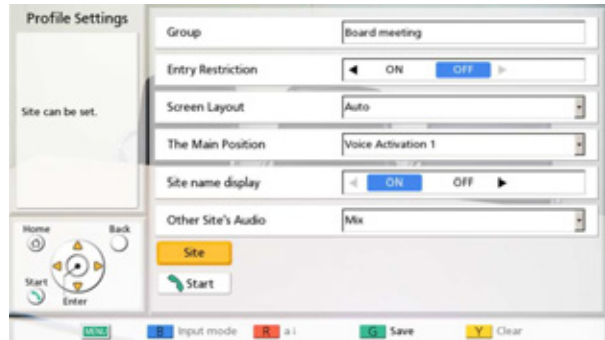 Profile Settings
Site can be set.
Group
Board meeting
Entry Restriction
ON OFF
Screen Layout
Auto
The Main Position
Voice Activation 1
Site name display
ON OFF
Other Site's Audio
Mix
Site
Start
Home Back
Start
Enter
MENU B Input mode R a i G Save Y Clear